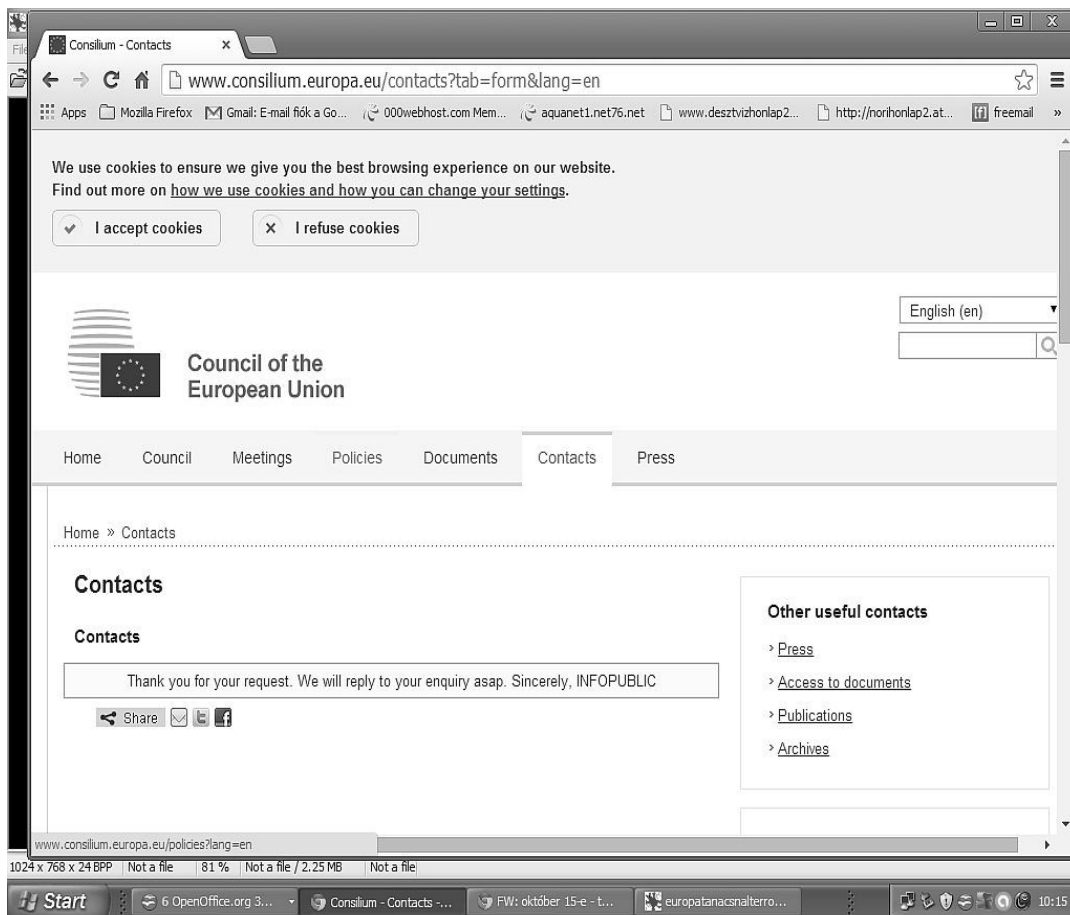 File
Consilium - Contacts
www.consilium.europa.eu/contacts?tab=form&lang=en
Apps Mozilla Firefox Gmail: E-mail fiók a Go... 000webhost.com Mem... aquanet1.net76.net www.desztvizhonlap2... http://norihonlap2.at... freemail »
We use cookies to ensure we give you the best browsing experience on our website.
Find out more on how we use cookies and how you can change your settings.
I accept cookies I refuse cookies
English (en)
Council of the
European Union
Home Council Meetings Policies Documents Contacts Press
Home » Contacts
Contacts
Other useful contacts
Contacts
Press
Thank you for your request. We will reply to your enquiry asap. Sincerely, INFOPUBLIC
Access to documents
Share
Publications
Archives
www.consilium.europa.eu/policies?lang=en
1024 x 768 x 24 BPP Not a file 81 % Not a file / 2.25 MB Not a file
Start 6 OpenOffice.org 3... Consilium - Contacts -... FW: október 15-e - t... europatanacsnalterro... 10:15